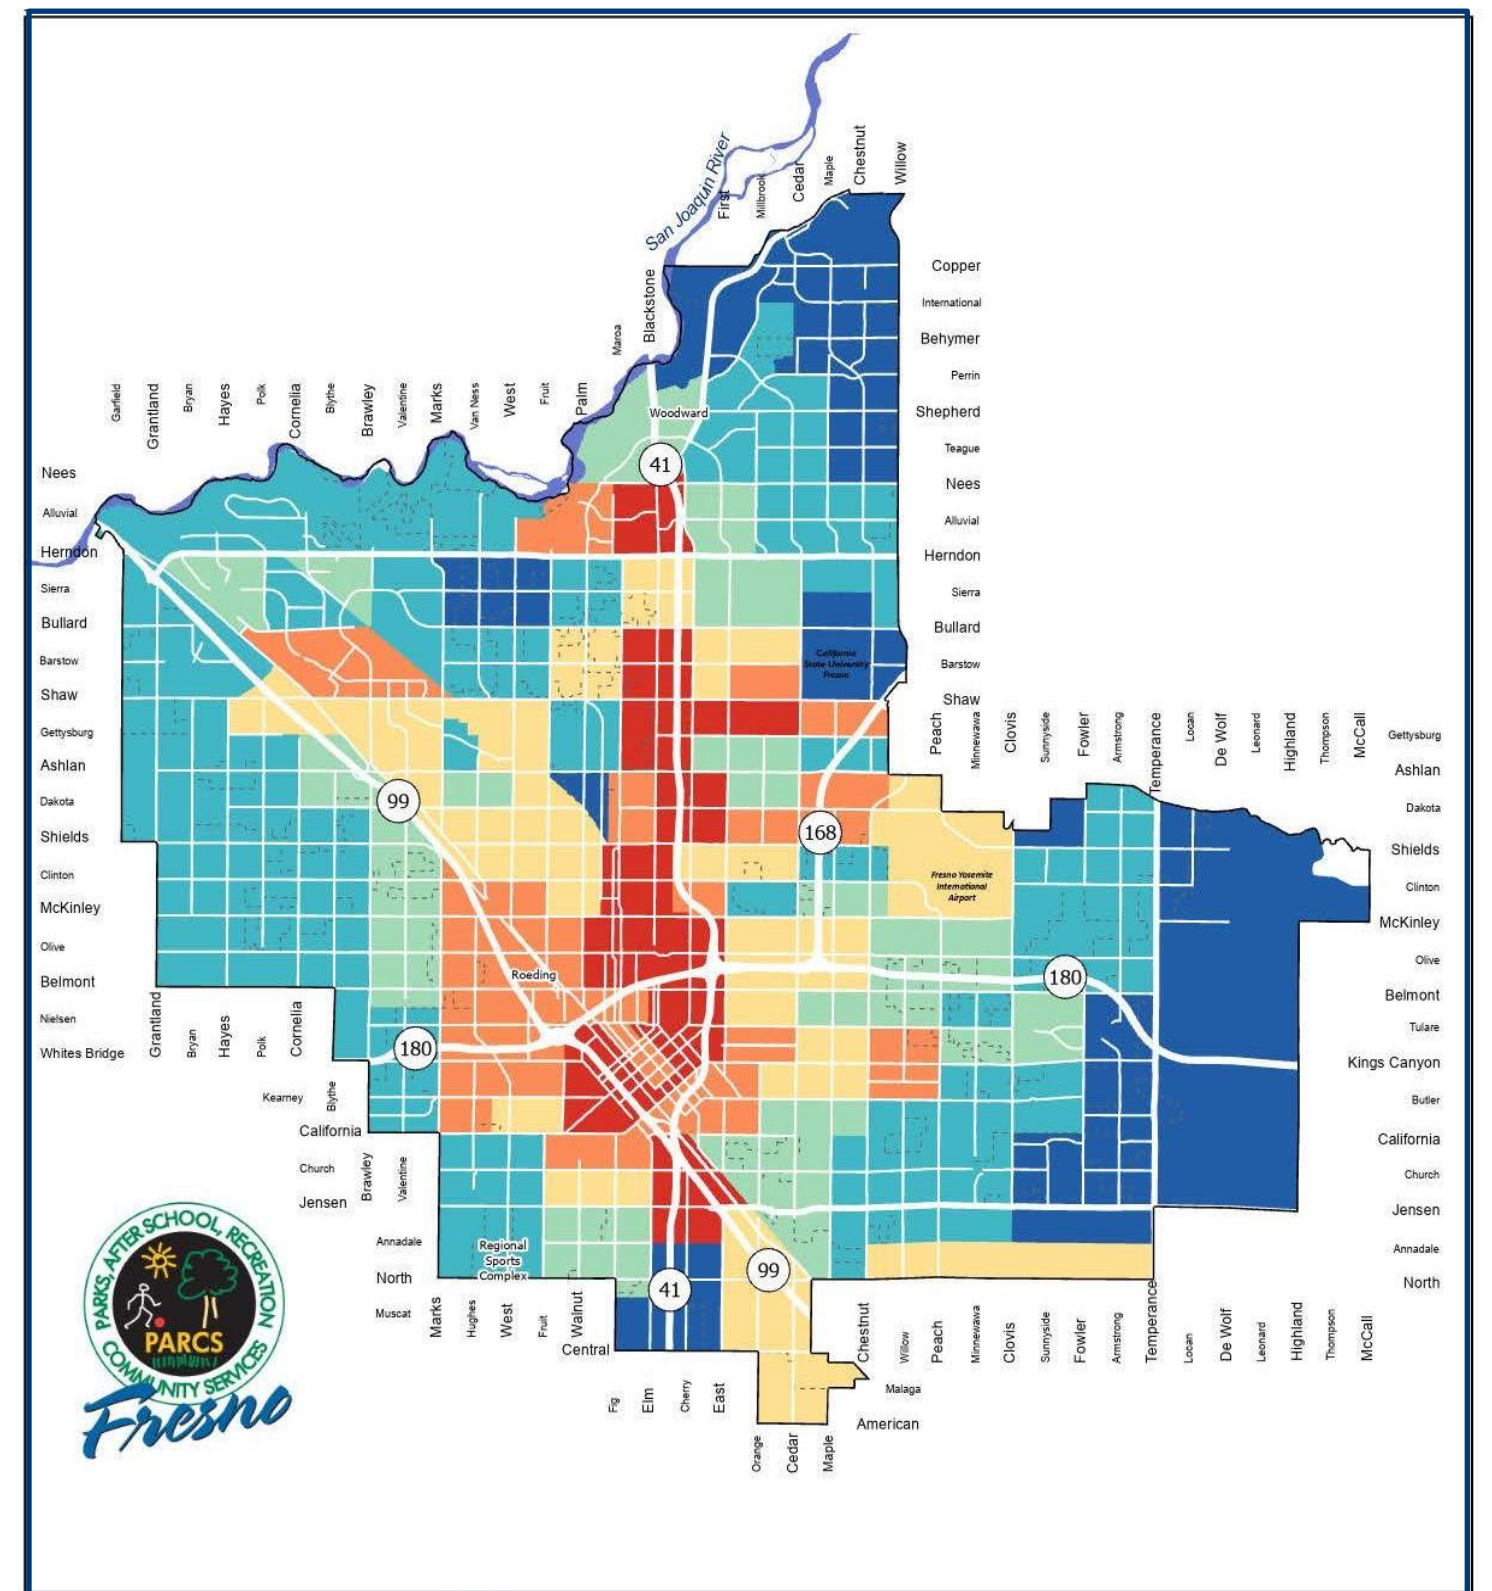 San Joaquin River
First
Millbrook
Cedar
Maple
Chestnut
Willow
Maroa
Blackstone
Copper
International
Behymer
Perrin
Shepherd
Teague
Nees
Alluvial
Herndon
Sierra
Bullard
Barstow
Shaw
Garfield
Grantland
Bryan
Hayes
Polk
Cornelia
Blythe
Brawley
Valentine
Marks
Van Ness
West
Fruit
Palm
Woodward
41
Nees
Alluvial
Herndon
Sierra
Bullard
Barstow
Shaw
Gettysburg
Ashlan
Dakota
Shields
Clinton
McKinley
Olive
Belmont
Nielsen
Whites Bridge
California
State University
Fresno
Peach
Minnewawa
Clovis
Sunnyside
Fowler
Armstrong
Temperance
Locan
De Wolf
Leonard
Highland
Thompson
McCall
Gettysburg
Ashlan
Dakota
Shields
Clinton
McKinley
Olive
Belmont
Tulare
Kings Canyon
Butler
California
Church
Jensen
Annadale
North
99
168
Fresno Yosemite
International
Airport
Roeding
180
180
Grantland
Bryan
Hayes
Polk
Cornelia
Kearney
Blythe
California
Church
Jensen
Brawley
Valentine
Annadale
North
Muscat
Regional
Sports
Complex
41
99
Marks
Hughes
West
Fruit
Walnut
Central
Fig
Elm
Cherry
East
Orange
Cedar
Maple
Chestnut
Willow
Peach
Minnewawa
Clovis
Sunnyside
Fowler
Armstrong
Temperance
Locan
De Wolf
Leonard
Highland
Thompson
McCall
Malaga
American
PARKS, AFTER SCHOOL, RECREATION
COMMUNITY SERVICES
PARCS
Fresno